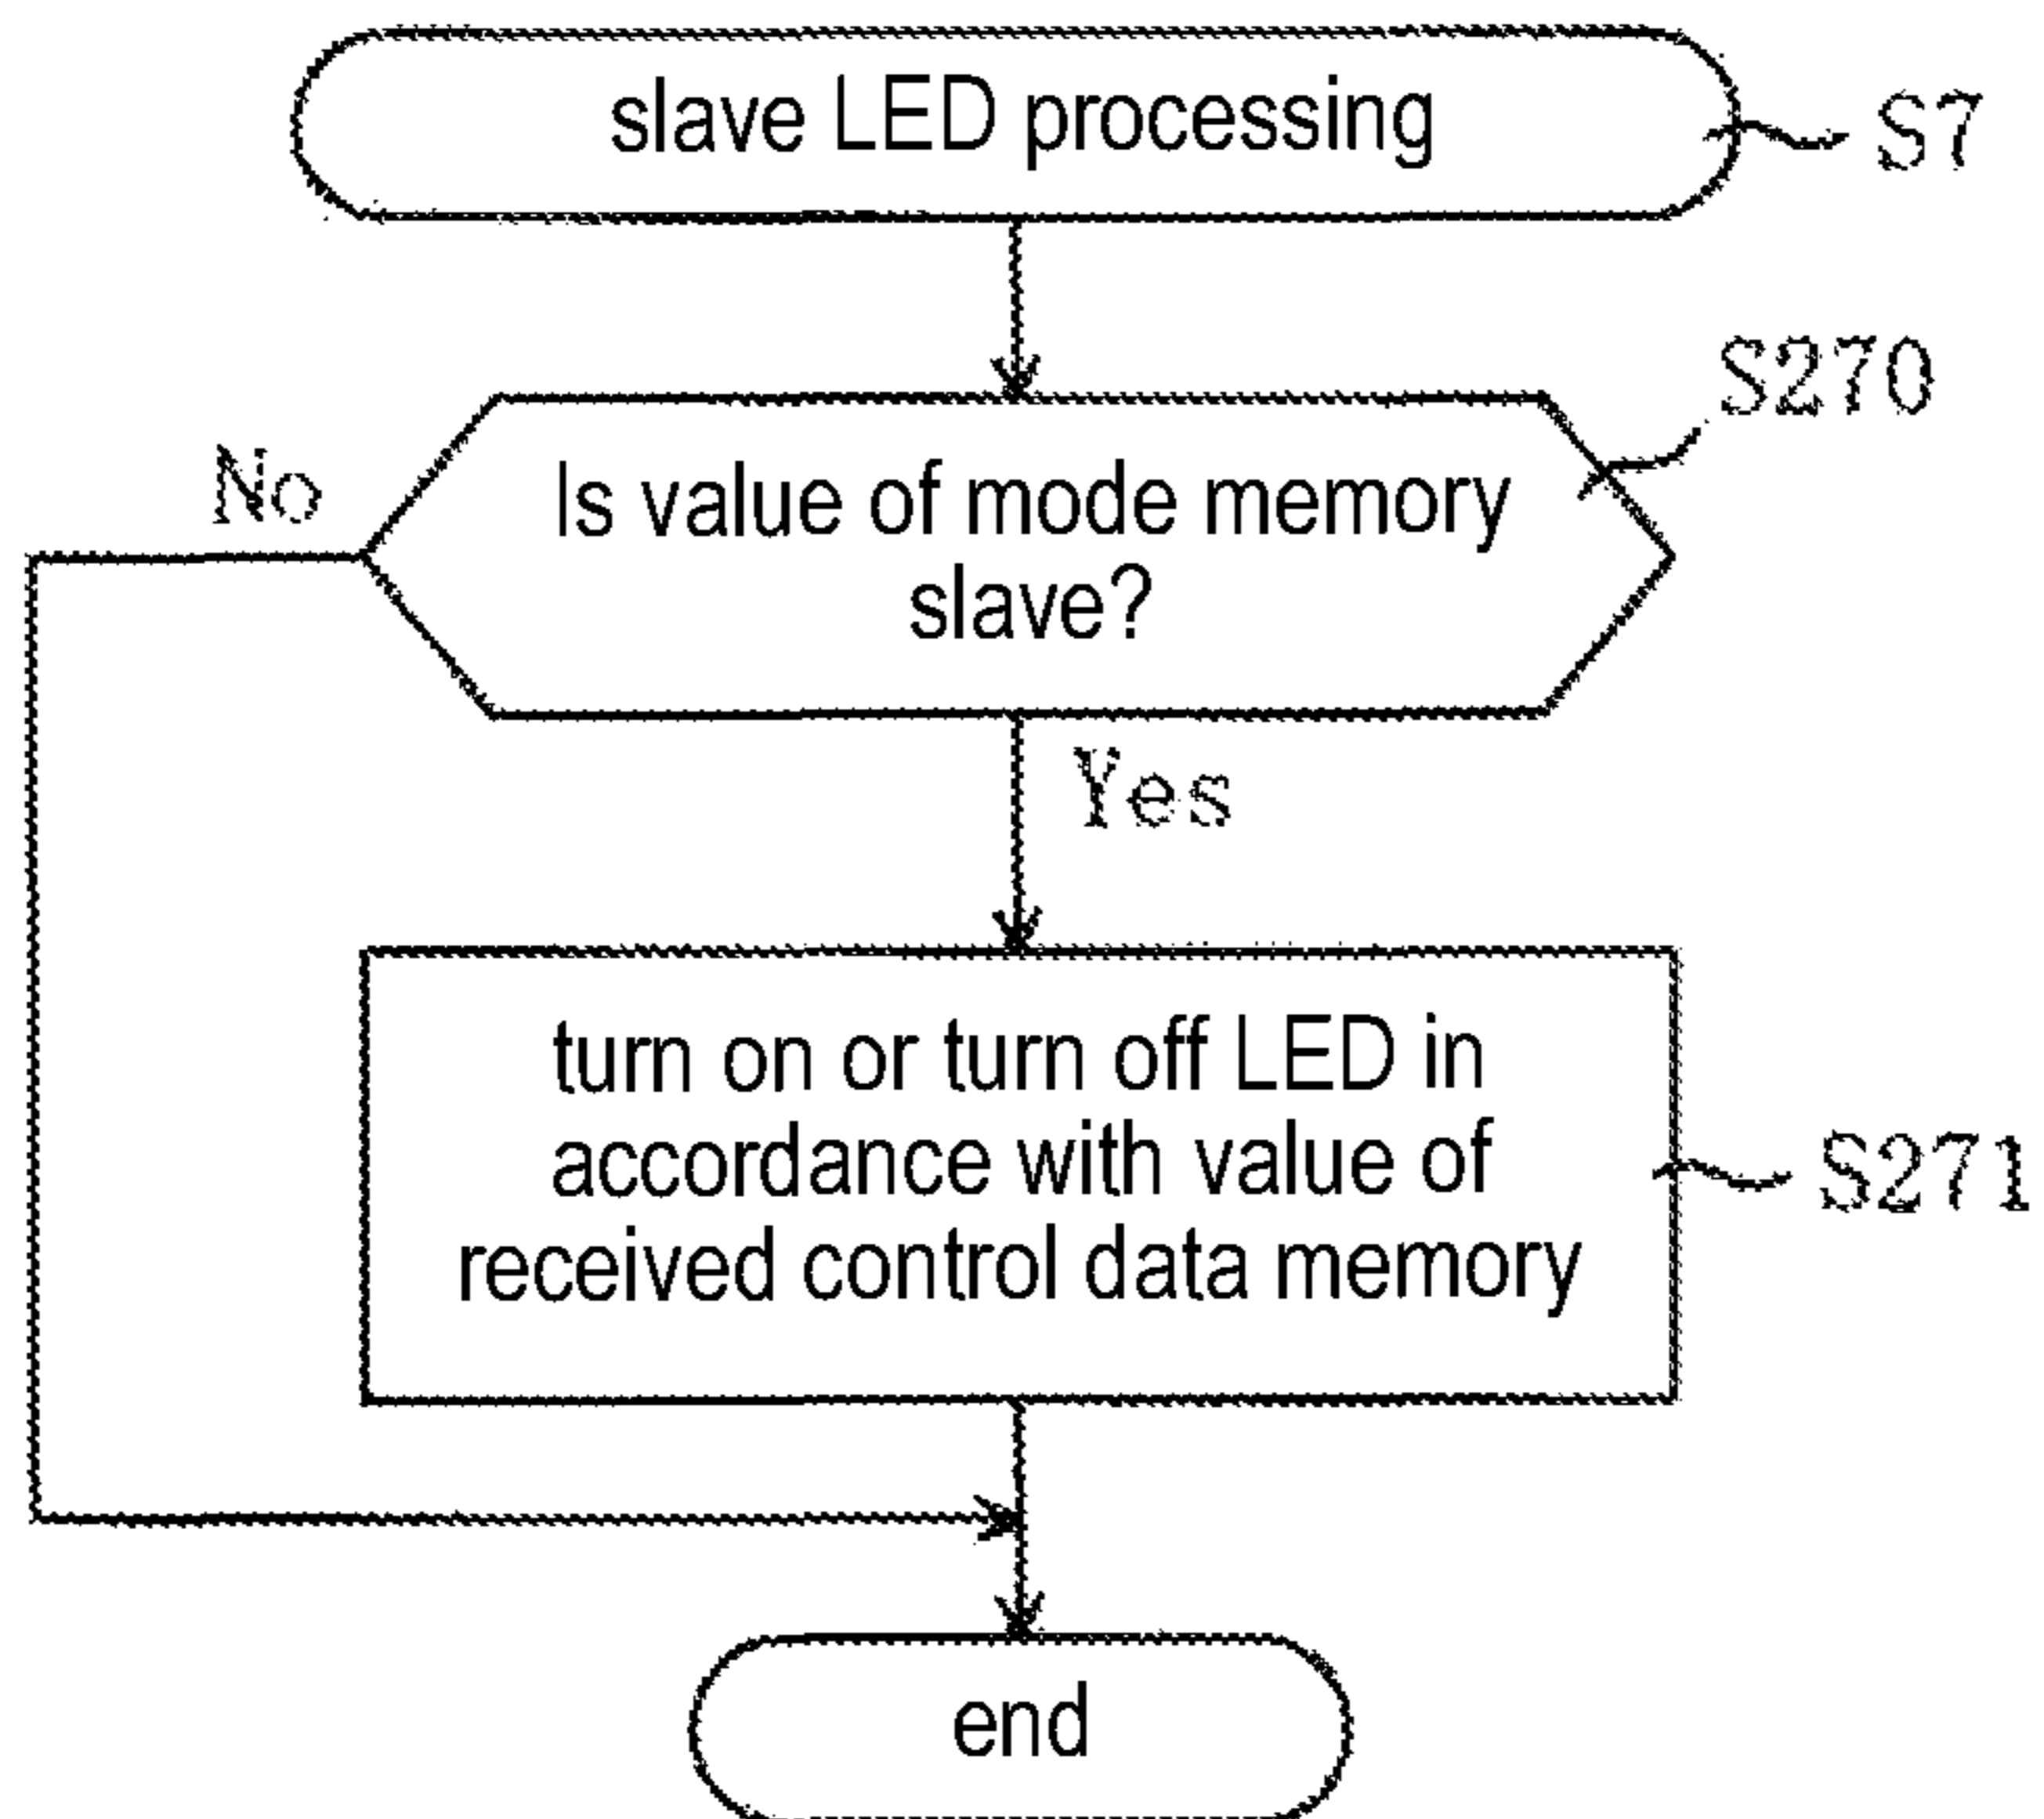 slave LED processing
S7
S270
No
Is value of mode memory
slave?
Yes
turn on or turn off LED in
accordance with value of
received control data memory
S271
end